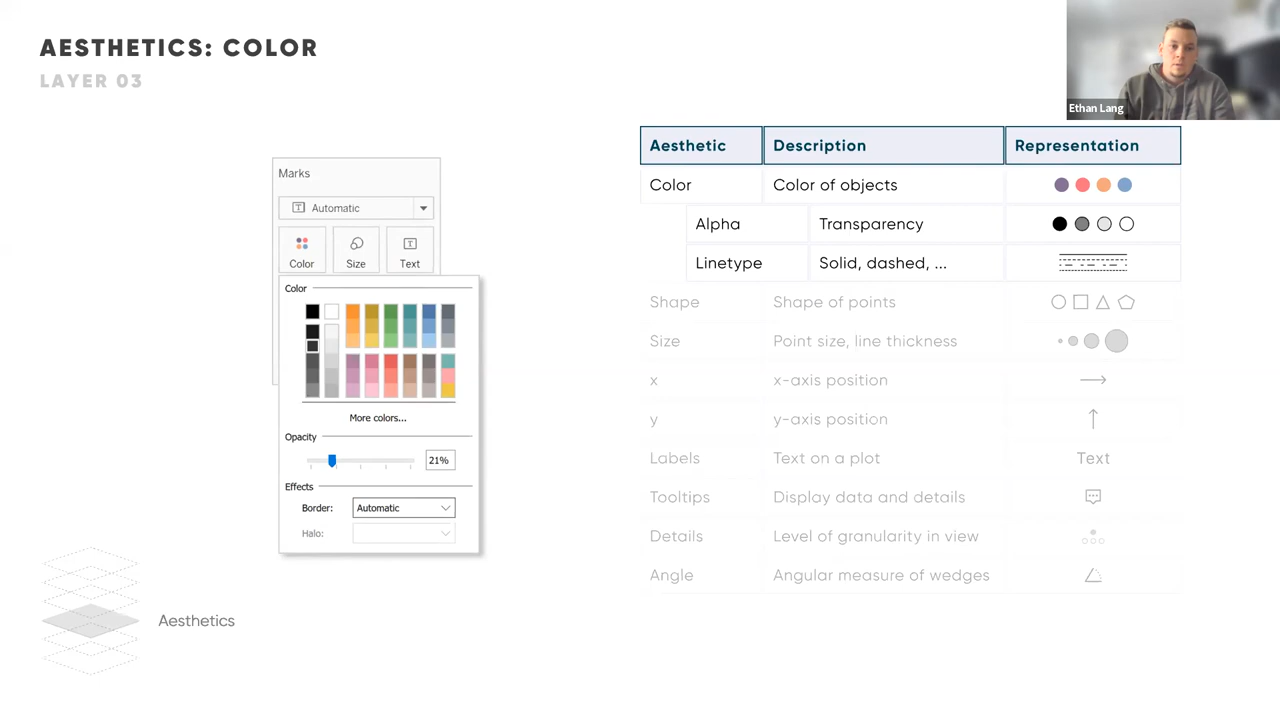 AESTHETICS: COLOR
LAYER 03
Ethan Lang
Marks
Automatic
Color Size Text
Color
More colors...
Opacity
21%
Effects
Border: Automatic
Halo:
Aesthetics
Aesthetic Description Representation
Color Color of objects
Alpha Transparency
Linetype Solid, dashed, ...
Shape Shape of points
Size Point size, line thickness
x x-axis position
y y-axis position
Labels Text on a plot Text
Tooltips Display data and details
Details Level of granularity in view
Angle Angular measure of wedges